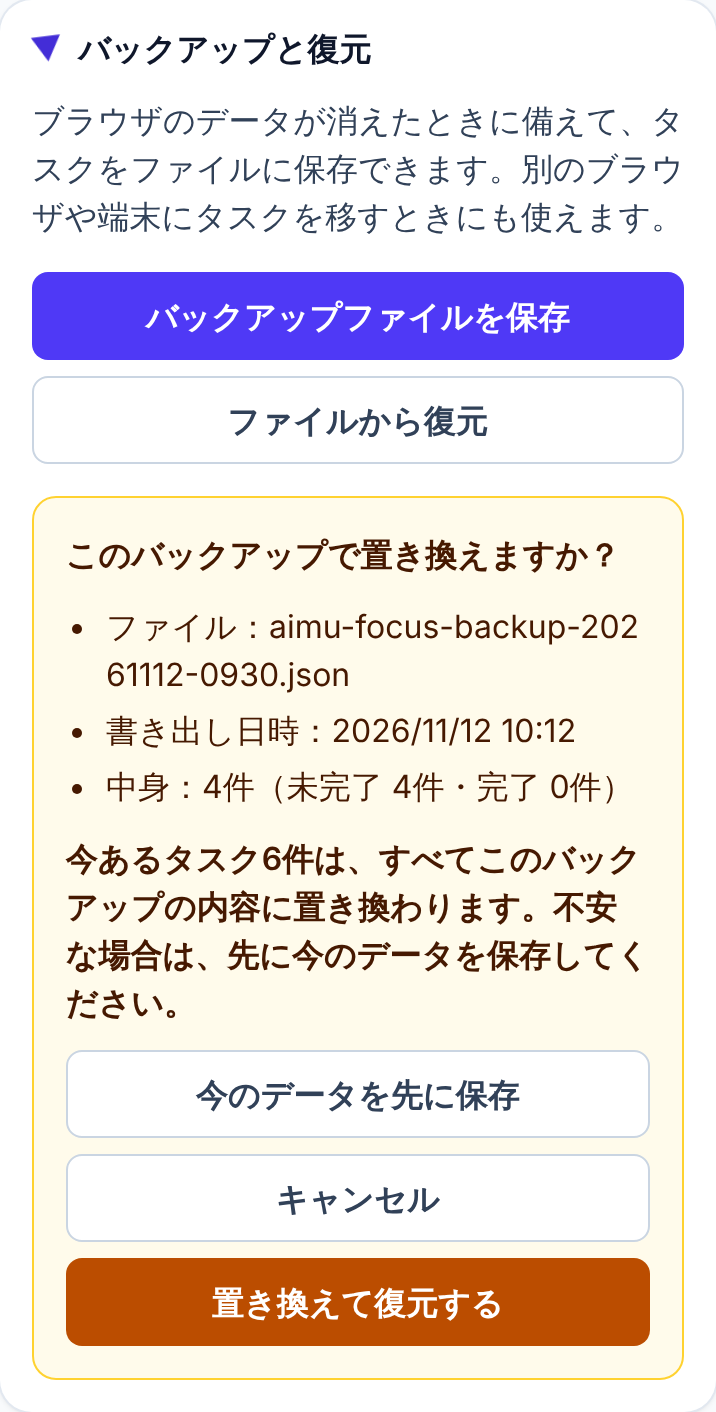 バックアップと復元
ブラウザのデータが消えたときに備えて、タ
スクをファイルに保存できます。別のブラウ
ザや端末にタスクを移すときにも使えます。
バックアップファイルを保存
ファイルから復元
このバックアップで置き換えますか？
• ファイル：aimu-focus-backup-202
61112-0930.json
• 書き出し日時：2026/11/12 10:12
• 中身：4件（未完了 4件・完了 0件）
今あるタスク6件は、すべてこのバック
アップの内容に置き換わります。不安
な場合は、先に今のデータを保存してく
ださい。
今のデータを先に保存
キャンセル
置き換えて復元する